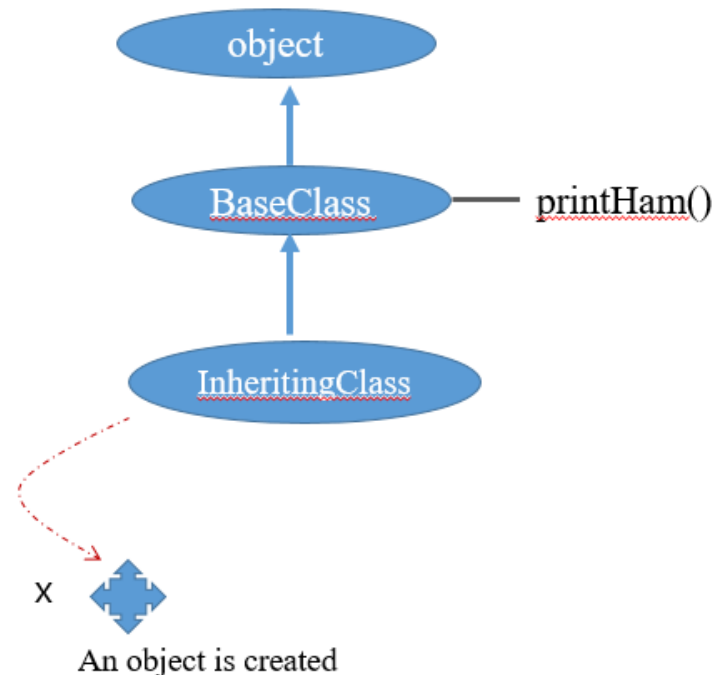 object
BaseClass
printHam()
InheritingClass
X
An object is created